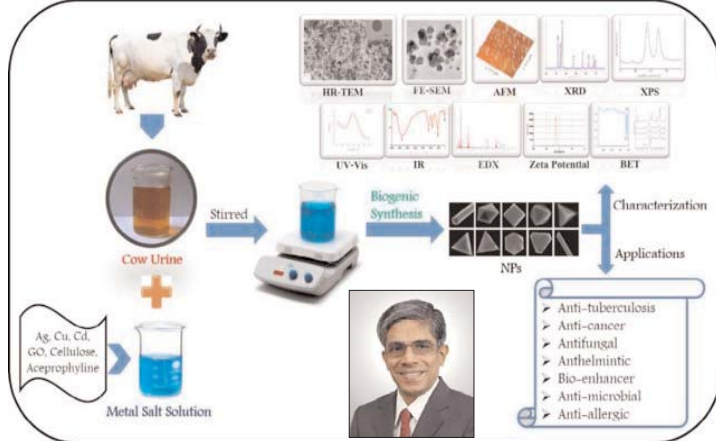 HR-TEM
FE-SEM
AFM
XRD
XPS
UV-Vis
IR
EDX
Zeta Potential
BET
Cow Urine
Stirred
Biogenic
Synthesis
NPs
Characterization
Applications
Ag, Cu, Cd,
GO, Cellulose,
Aceprophyline
Metal Salt Solution
Anti-tuberculosis
Anti-cancer
Antifungal
Anthelmintic
Bio-enhancer
Anti-microbial
Anti-allergic